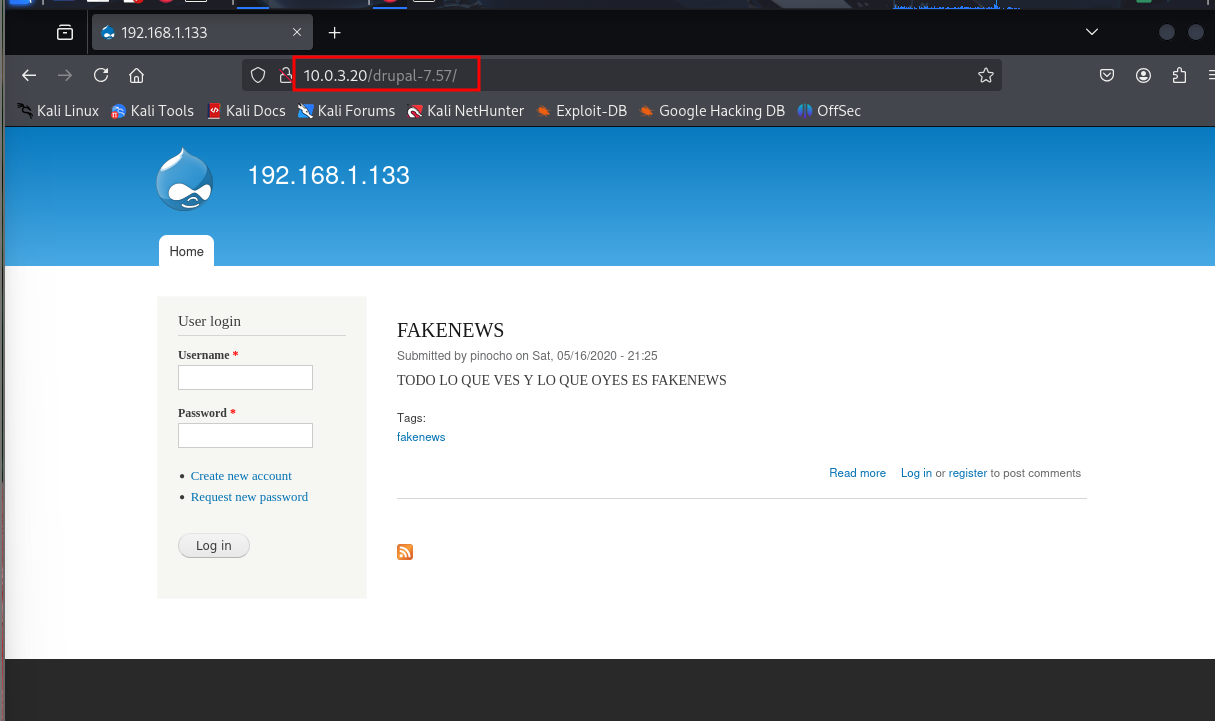 192.168.1.133
10.0.3.20/drupal-7.57/
Kali Linux Kali Tools Kali Docs Kali Forums Kali NetHunter Exploit-DB Google Hacking DB OffSec
192.168.1.133
Home
User login
Username *
Password *
Create new account
Request new password
Log in
FAKENEWS
Submitted by pinocho on Sat, 05/16/2020 - 21:25
TODO LO QUE VES Y LO QUE OYES ES FAKENEWS
Tags:
fakenews
Read more Log in or register to post comments